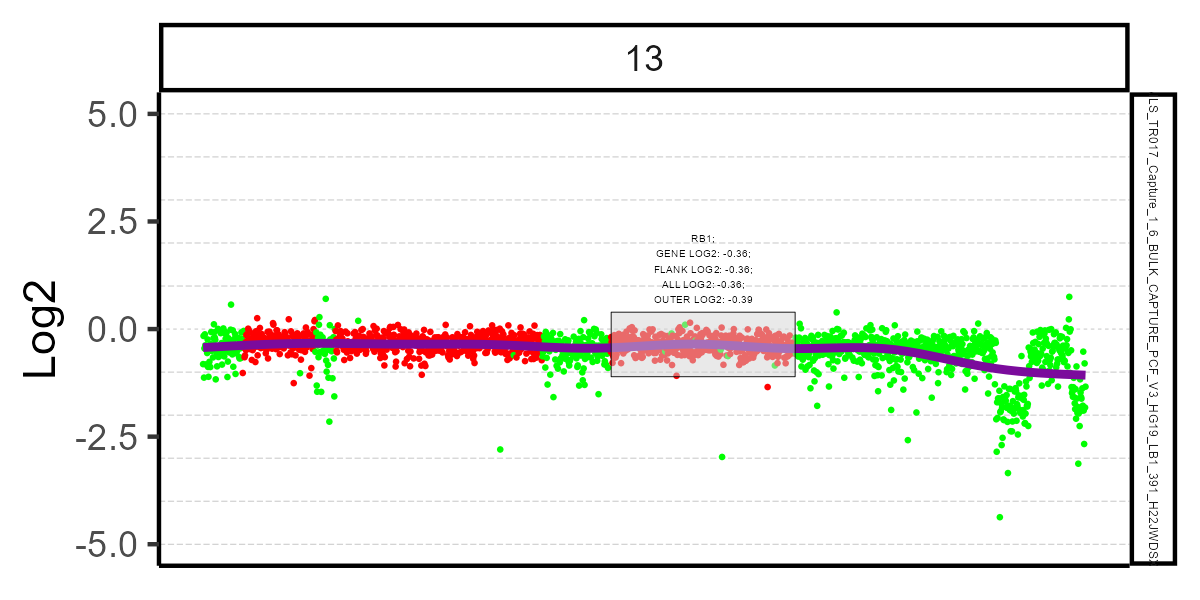 13
5.0
2.5
0.0
-2.5
-5.0
Log2
RB1;
GENE LOG2: -0.36;
FLANK LOG2: -0.36;
ALL LOG2: -0.36;
OUTER LOG2: -0.39
LS_TR017_Capture_1_6_BULK_CAPTURE_PCF_V3_HG19_LB1_391_H22JWDS